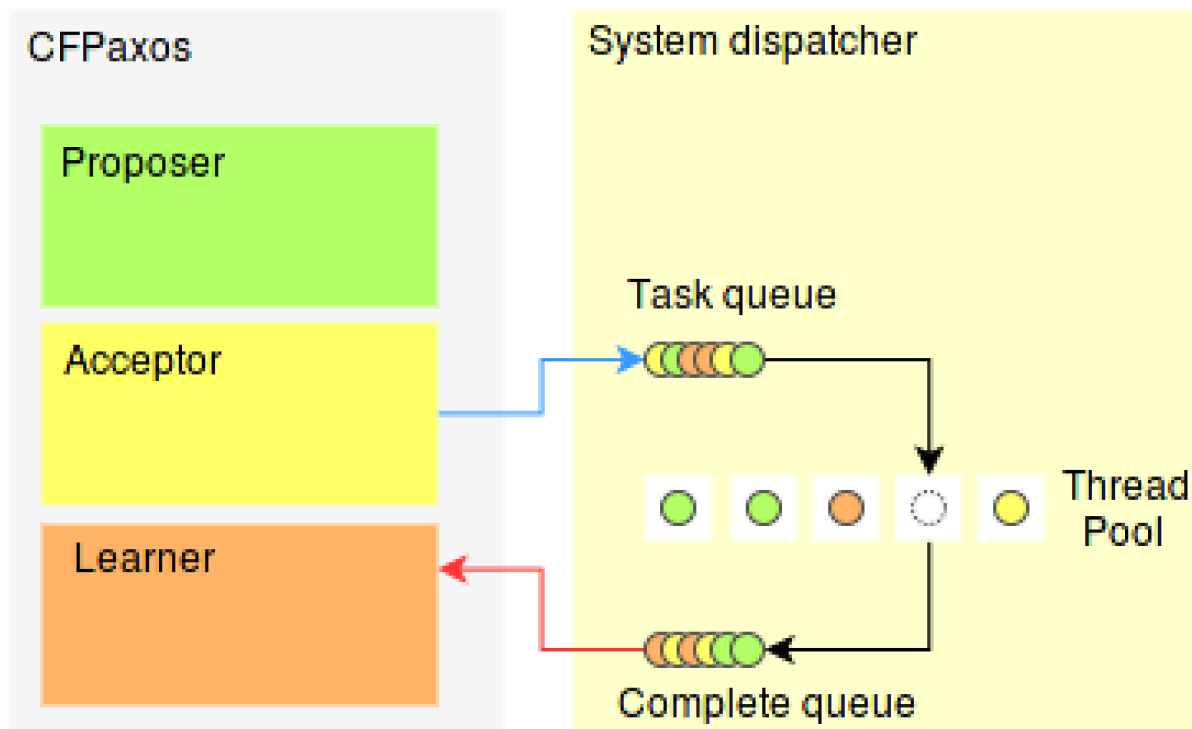 CFPaxos
System dispatcher
Proposer
Task queue
Acceptor
Thread
Pool
Learner
Complete queue